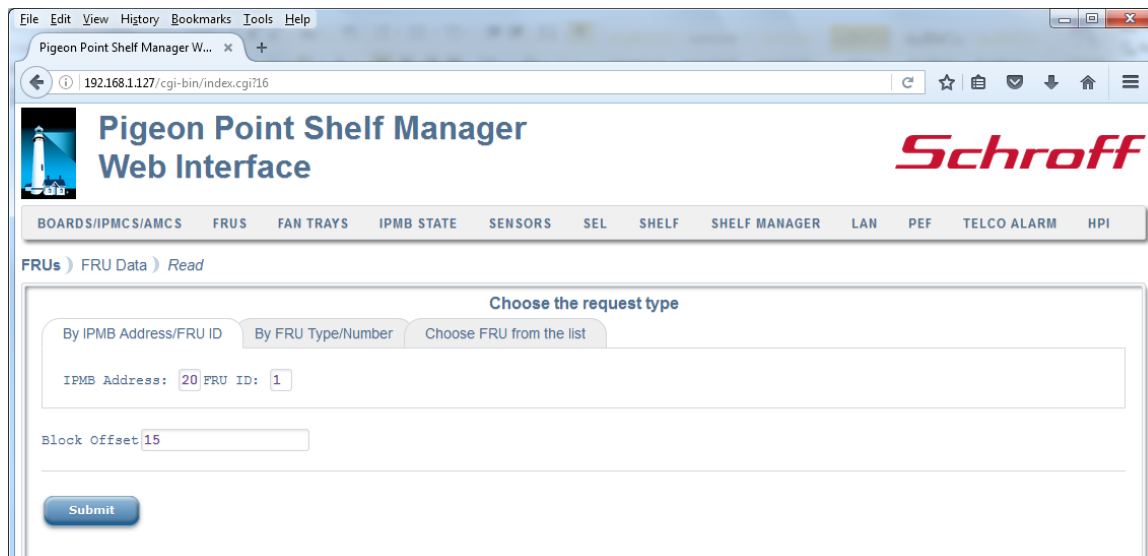 File Edit View History Bookmarks Tools Help
Pigeon Point Shelf Manager W... × +
192.168.1.127/cgi-bin/index.cgi?16
Pigeon Point Shelf Manager
Web Interface
Schroff
BOARDS/IPMCS/AMCS FRUS FAN TRAYS IPMB STATE SENSORS SEL SHELF SHELF MANAGER LAN PEF TELCO ALARM HPI
FRUs ) FRU Data ) Read
Choose the request type
By IPMB Address/FRU ID By FRU Type/Number Choose FRU from the list
IPMB Address: 20 FRU ID: 1
Block Offset 15
Submit